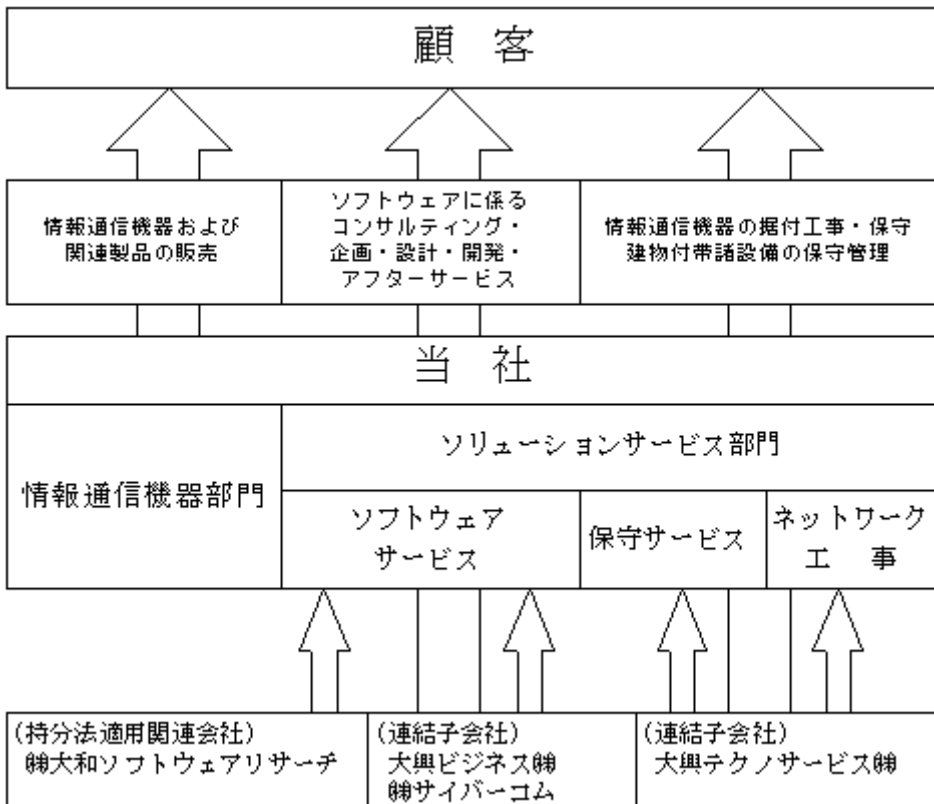 顧 客
情報通信機器および
関連製品の販売
ソフトウェアに係る
コンサルティング・
企画・設計・開発・
アフターサービス
情報通信機器の据付工事・保守
建物付帯諸設備の保守管理
当 社
情報通信機器部門
ソリューションサービス部門
ソフトウェア
サービス
保守サービス
ネットワーク
工 事
(持分法適用関連会社)
㈱大和ソフトウェアリサーチ
(連結子会社)
大興ビジネス㈱
㈱サイバーコム
(連結子会社)
大興テクノサービス㈱